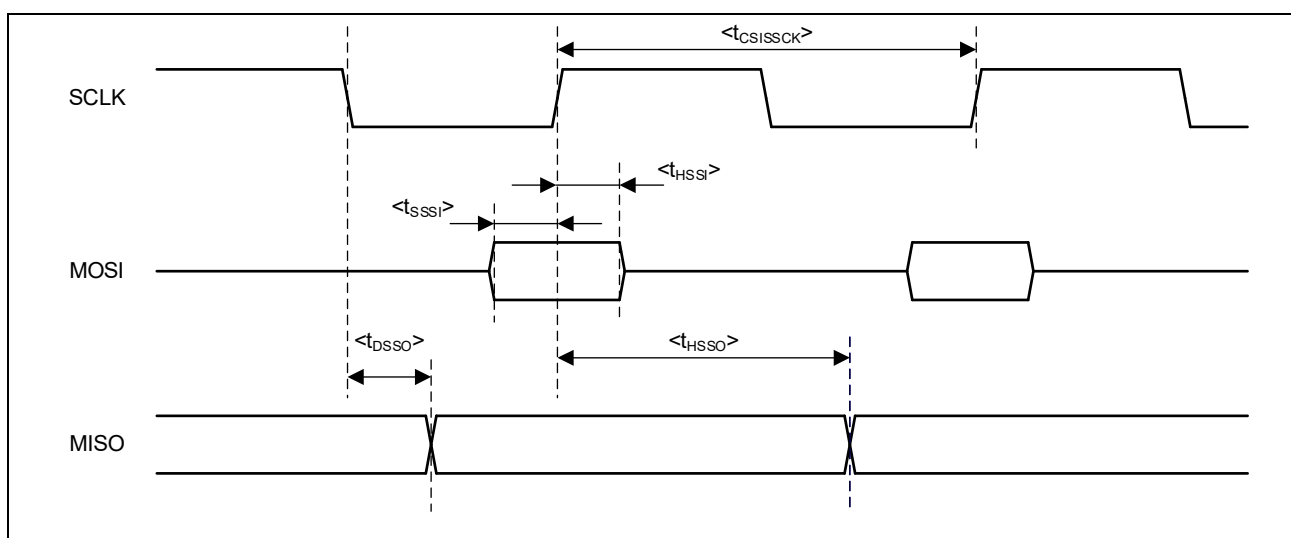 <tCSISSCK>
SCLK
<tHSSI>
<tSSSI>
MOSI
<tDSSO>
<tHSSO>
MISO